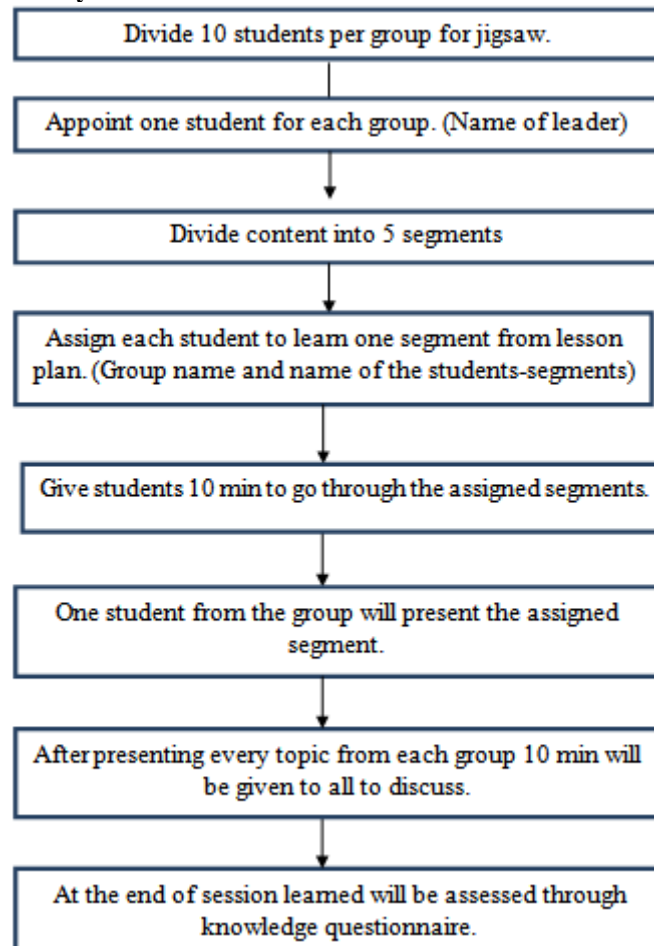 Divide 10 students per group for jigsaw.
Appoint one student for each group. (Name of leader)
Divide content into 5 segments
Assign each student to learn one segment from lesson
plan. (Group name and name of the students-segments)
Give students 10 min to go through the assigned segments.
One student from the group will present the assigned
segment.
After presenting every topic from each group 10 min will
be given to all to discuss.
At the end of session learned will be assessed through
knowledge questionnaire.